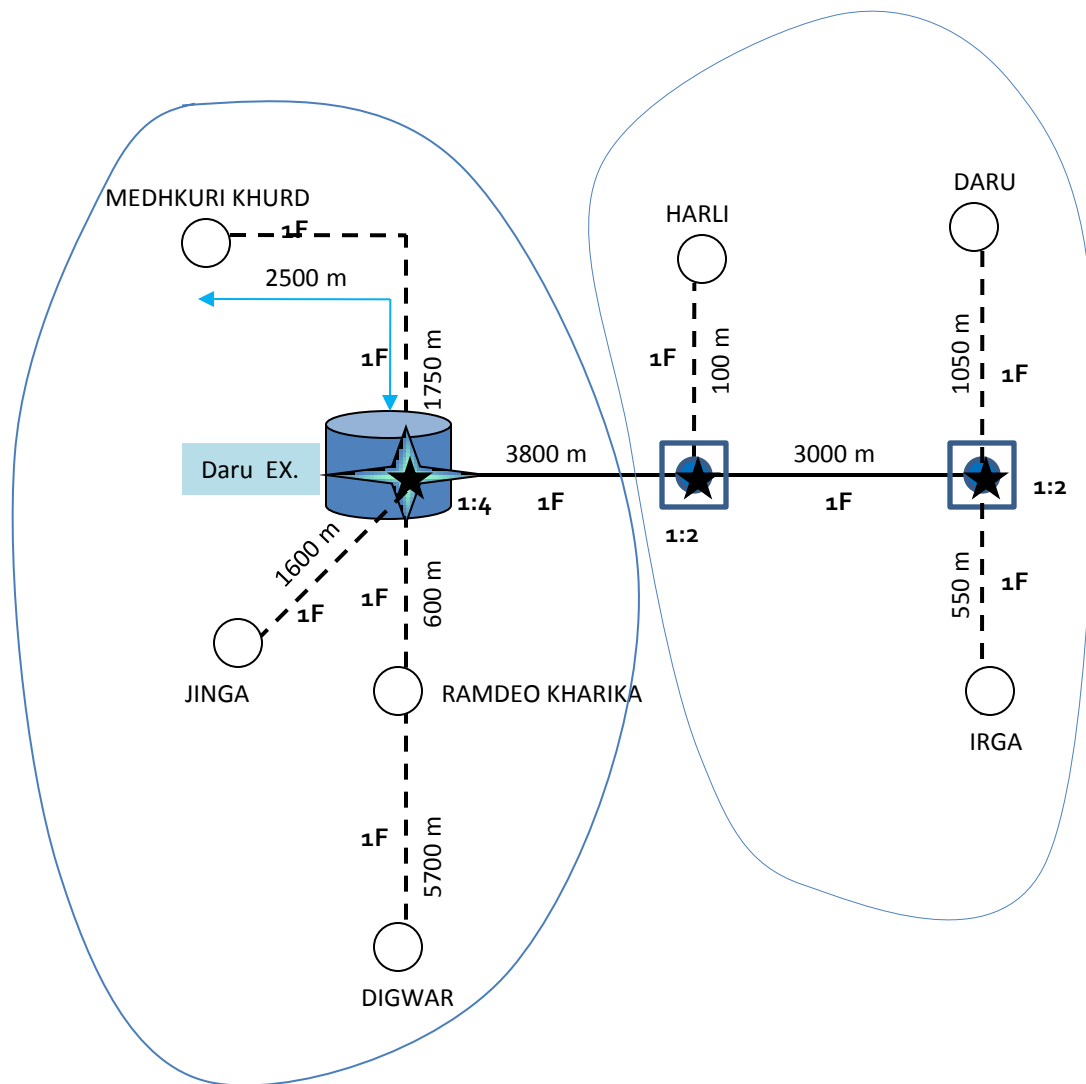 DARU
MEDHKURI KHURD
HARLI
1F
2500 m
1F
1750 m
1F
100 m
1050 m
1F
Daru EX.
3800 m
3000 m
1:4
1F
1:2
1F
1:2
1600 m
1F
1F
600 m
550 m
1F
JINGA
RAMDEO KHARIKA
IRGA
1F
5700 m
DIGWAR